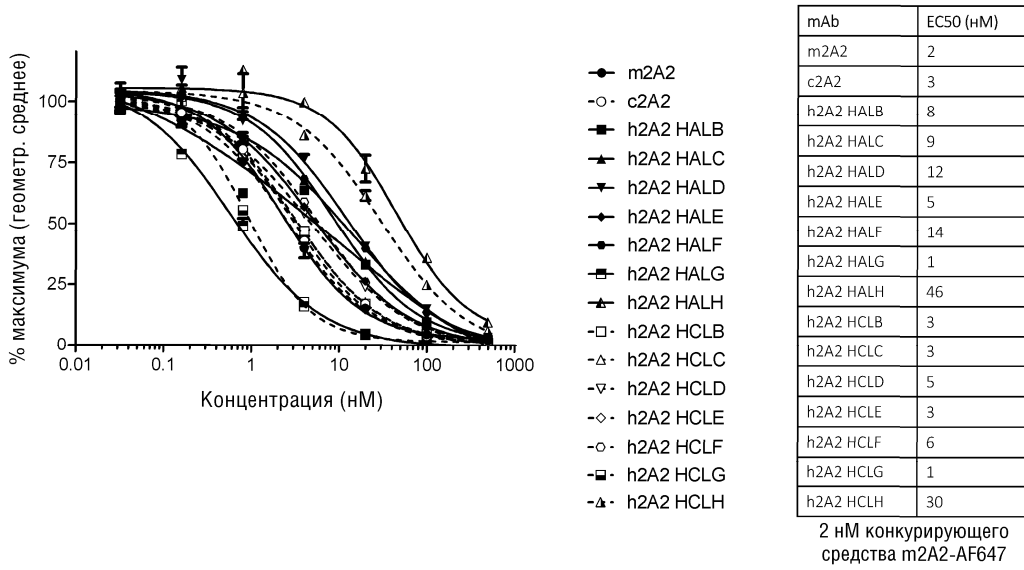 % максимума (геометр. среднее)
100
75
50
25
0
0.01 0.1 1 10 100 1000
Концентрация (нМ)
m2A2
c2A2
h2A2 HALB
h2A2 HALC
h2A2 HALD
h2A2 HALE
h2A2 HALF
h2A2 HALG
h2A2 HALH
h2A2 HCLB
h2A2 HCLC
h2A2 HCLD
h2A2 HCLE
h2A2 HCLF
h2A2 HCLG
h2A2 HCLH
mAb EC50 (нМ)
m2A2 2
c2A2 3
h2A2 HALB 8
h2A2 HALC 9
h2A2 HALD 12
h2A2 HALE 5
h2A2 HALF 14
h2A2 HALG 1
h2A2 HALH 46
h2A2 HCLB 3
h2A2 HCLC 3
h2A2 HCLD 5
h2A2 HCLE 3
h2A2 HCLF 6
h2A2 HCLG 1
h2A2 HCLH 30
2 нМ конкурирующего
средства m2A2-AF647